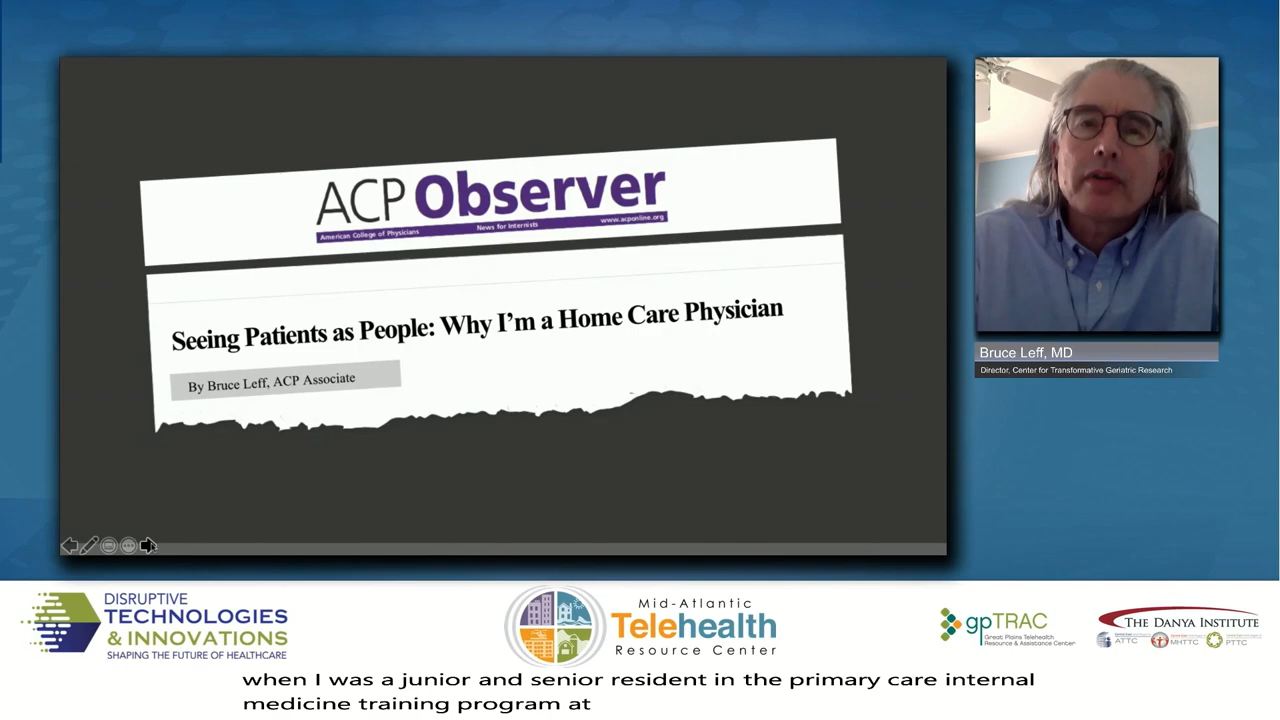 ACP Observer
American College of Physicians News for Internists www.acponline.org
Seeing Patients as People: Why I'm a Home Care Physician
By Bruce Leff, ACP Associate
Bruce Leff, MD
Director, Center for Transformative Geriatric Research
DISRUPTIVE
TECHNOLOGIES
& INNOVATIONS
SHAPING THE FUTURE OF HEALTHCARE
Mid-Atlantic
Telehealth
Resource Center
gpTRAC
Great Plains Telehealth
Resource & Assistance Center
THE DANYA INSTITUTE
ATTC MHTTC PTTC
when I was a junior and senior resident in the primary care internal
medicine training program at